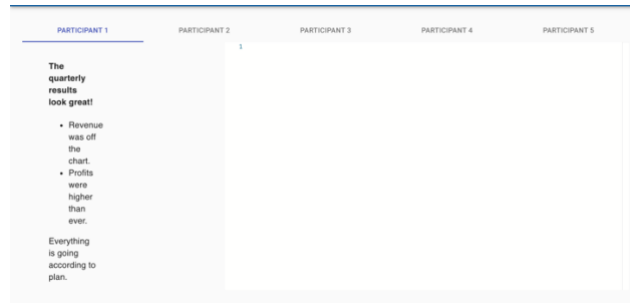 PARTICIPANT 1 PARTICIPANT 2 PARTICIPANT 3 PARTICIPANT 4 PARTICIPANT 5
1
The
quarterly
results
look great!
• Revenue
was off
the
chart.
• Profits
were
higher
than
ever.
Everything
is going
according to
plan.